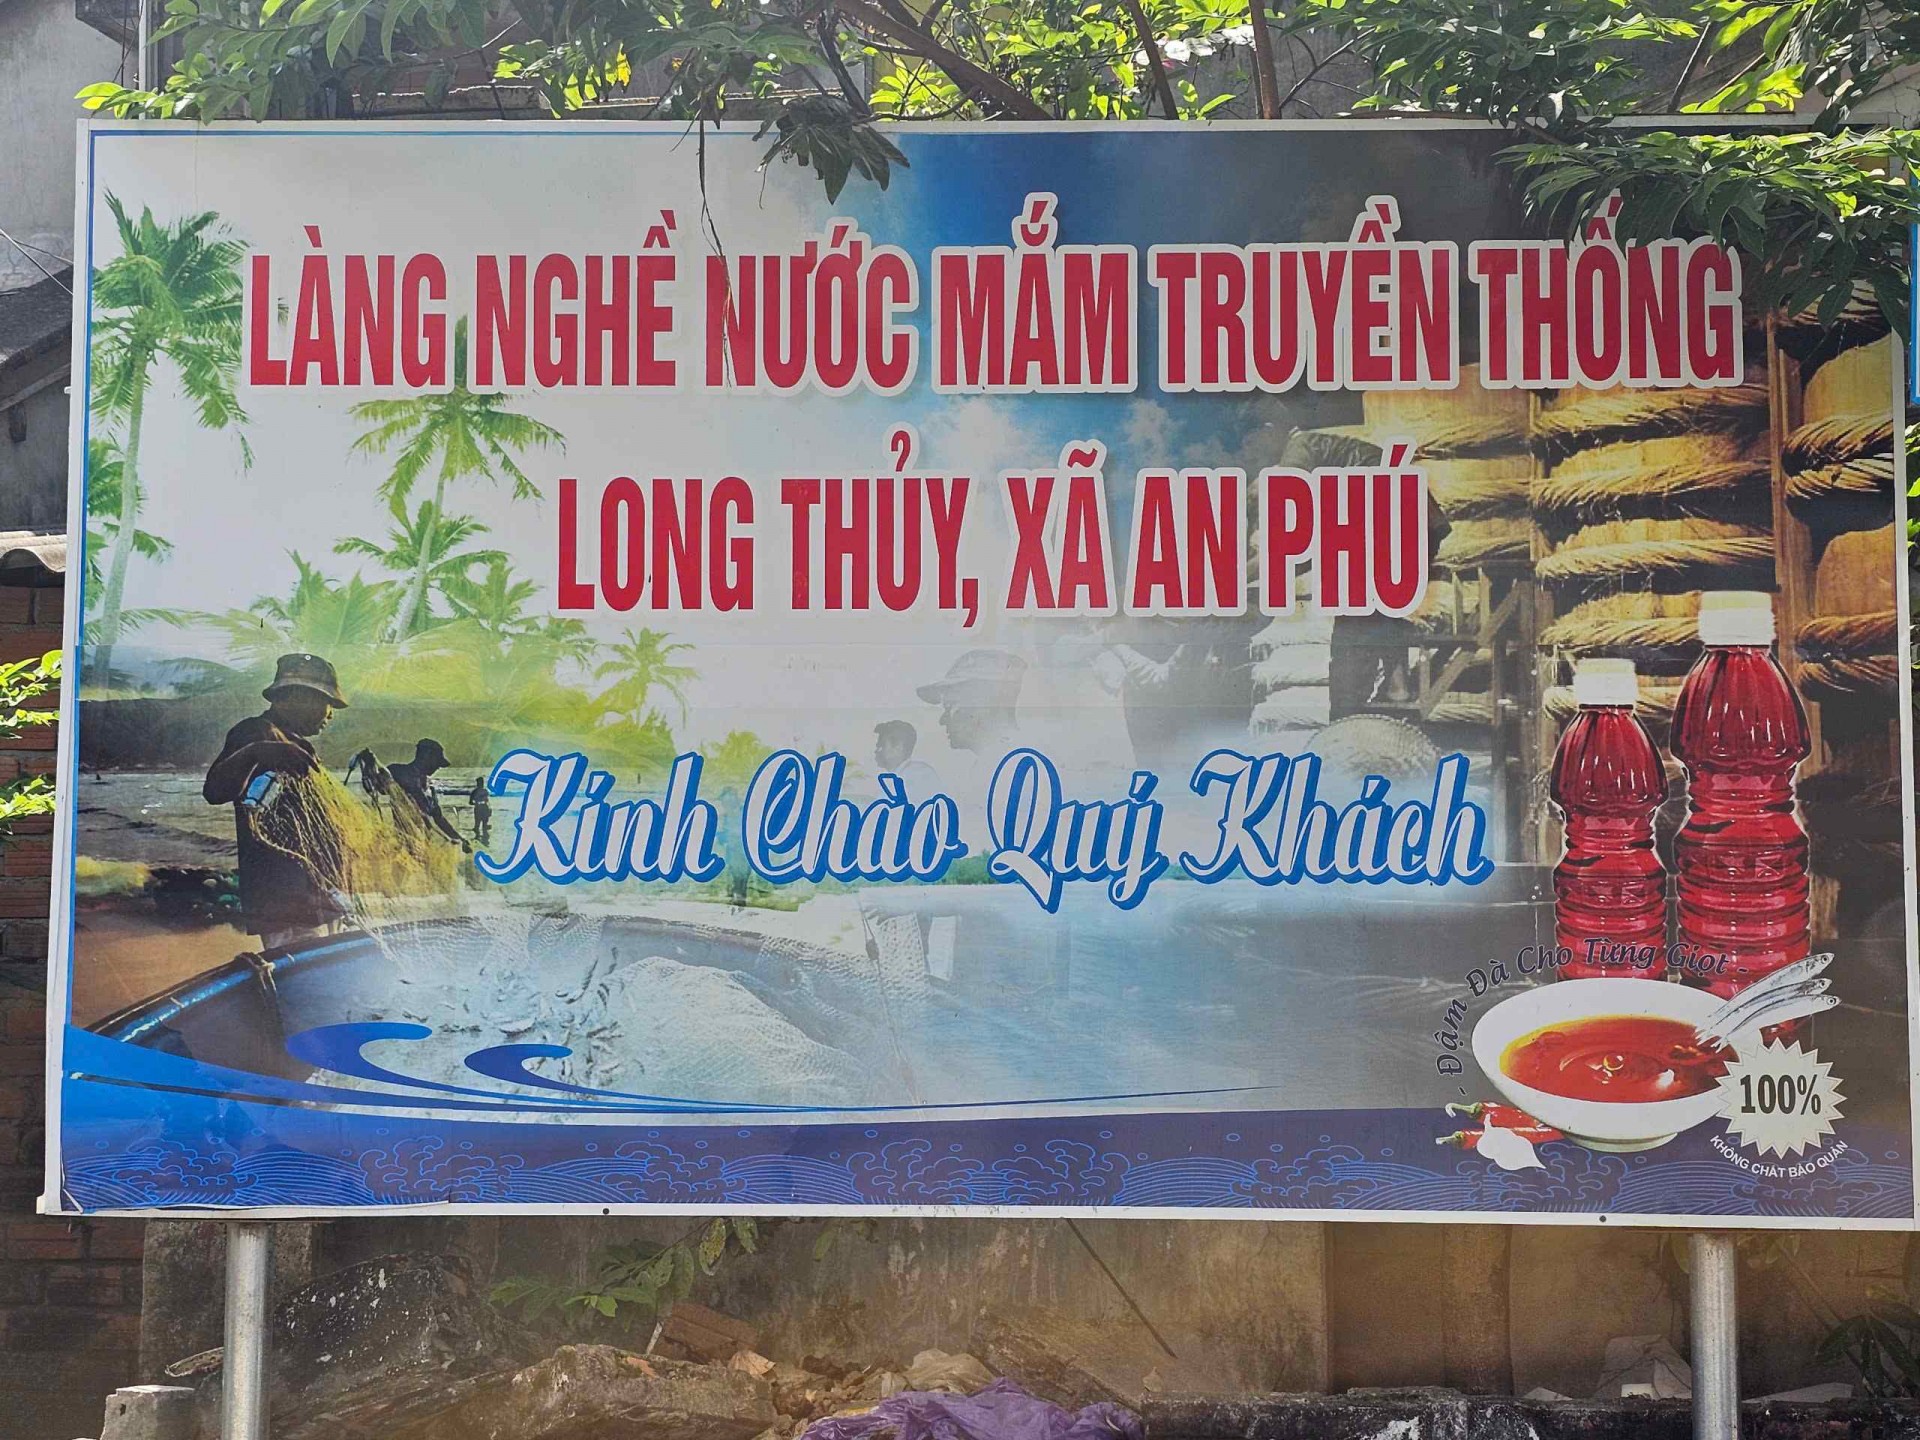 LÀNG NGHỀ NƯỚC MẮM TRUYỀN THỐNG
LONG THỦY, XÃ AN PHÚ
Kính Chào Quý Khách
- Đậm Đà Cho Từng Giọt -
100%
KHÔNG CHẤT BẢO QUẢN